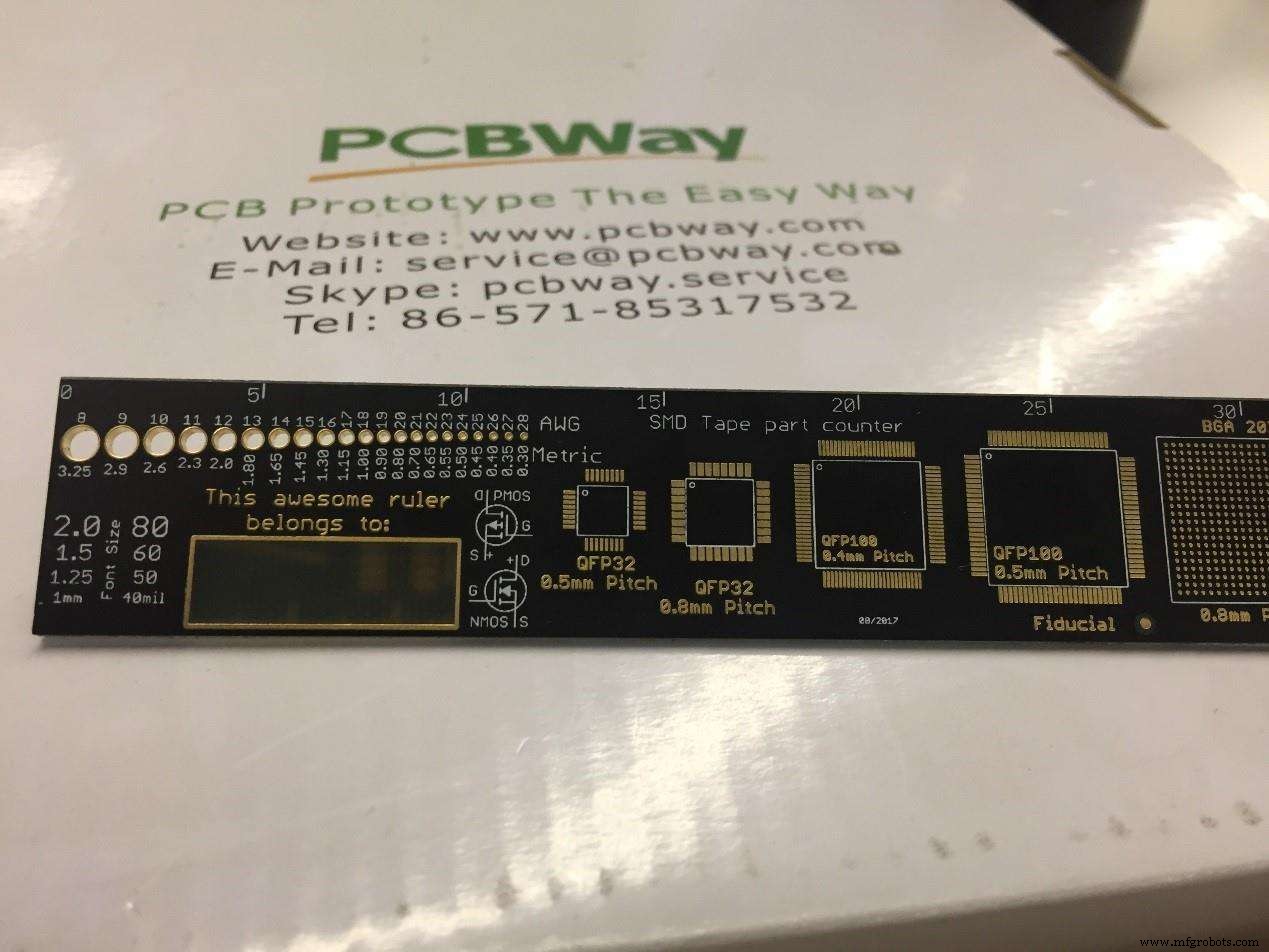 PCBWay
PCB Prototype The Easy Way
Website: www.pcbway.com
E-Mail: service@pcbway.com
Skype: pcbway.service
Tel: 86-571-85317532
0 5 10 15 20 25 30
8 9 10 11 12 13 14 15 16 17 18 19 20 21 22 23 24 25 26 27 28 AWG
SMD Tape part counter
BGA
3.25 2.9 2.6 2.3 2.0 1.80 1.65 1.45 1.30 1.15 1.00 0.90 0.80 0.70 0.65 0.55 0.50 0.45 0.40 0.35 0.30 Metric
This awesome ruler
belongs to:
Font Size
2.0 80
1.5 60
1.25 50
1mm 40mil
D PMOS
G
S +
+ D
G
NMOS S
QFP32
0.5mm Pitch
QFP32
0.8mm Pitch
QFP100
0.4mm Pitch
QFP100
0.5mm Pitch
08/2017
Fiducial
0.8mm
www.mfgrobots.com